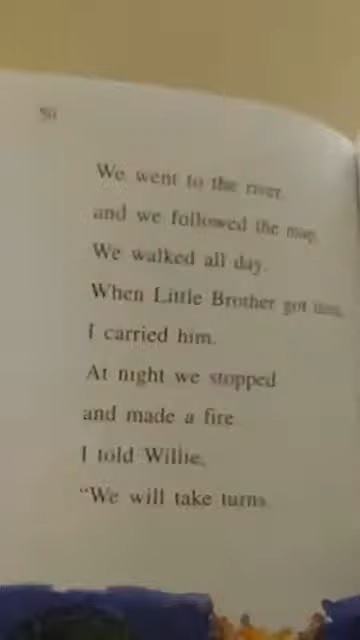 50
We went to the river,
and we followed the map.
We walked all day.
When Little Brother got tired,
I carried him.
At night we stopped
and made a fire.
I told Willie,
“We will take turns.